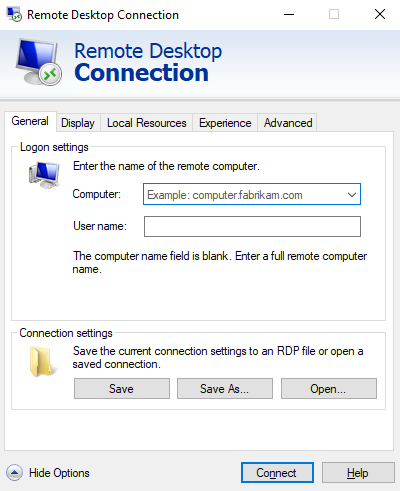 Remote Desktop Connection
Remote Desktop
Connection
General Display Local Resources Experience Advanced
Logon settings
Enter the name of the remote computer.
Computer: Example: computer.fabrikam.com
User name:
The computer name field is blank. Enter a full remote computer
name.
Connection settings
Save the current connection settings to an RDP file or open a
saved connection.
Save Save As... Open...
Hide Options Connect Help